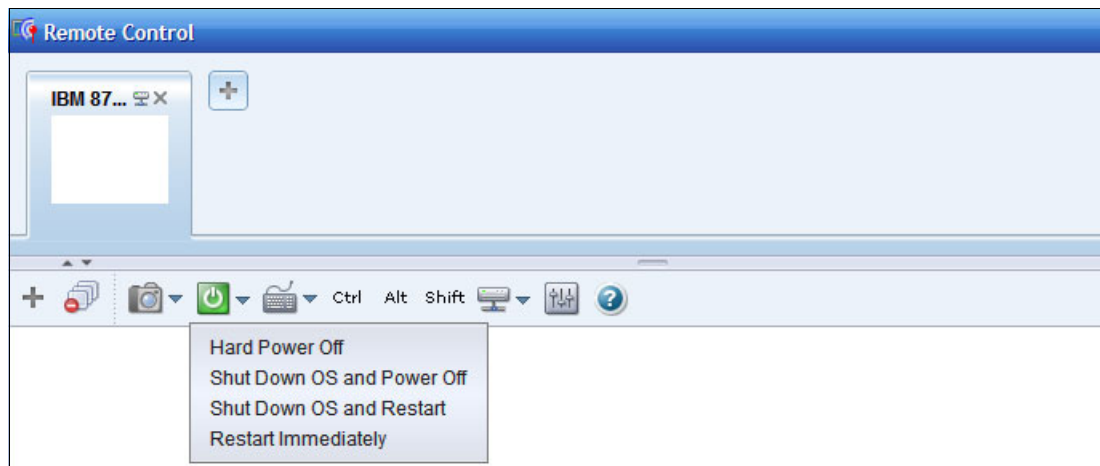 Remote Control
IBM 87...
Ctrl Alt Shift
Hard Power Off
Shut Down OS and Power Off
Shut Down OS and Restart
Restart Immediately